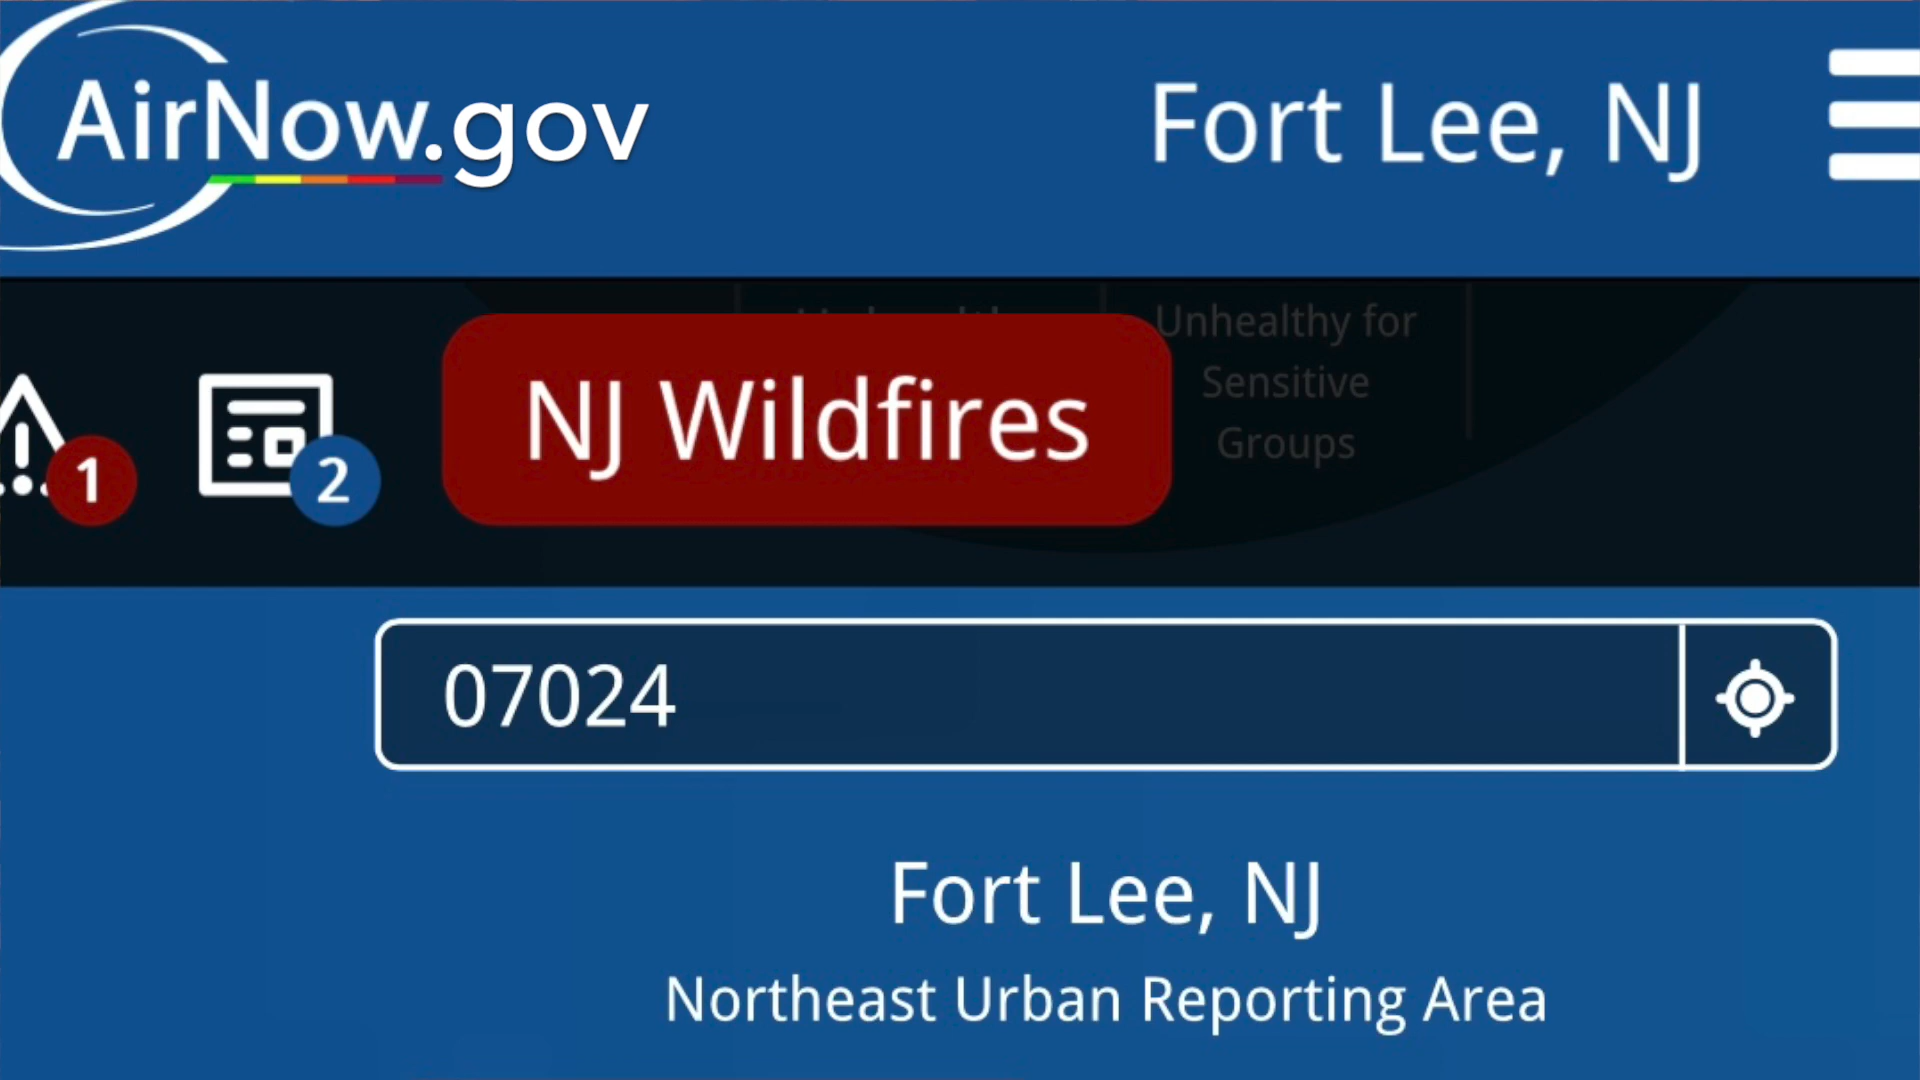 AirNow.gov
Fort Lee, NJ
Unhealthy for
Sensitive
Groups
1
2
NJ Wildfires
07024
Fort Lee, NJ
Northeast Urban Reporting Area